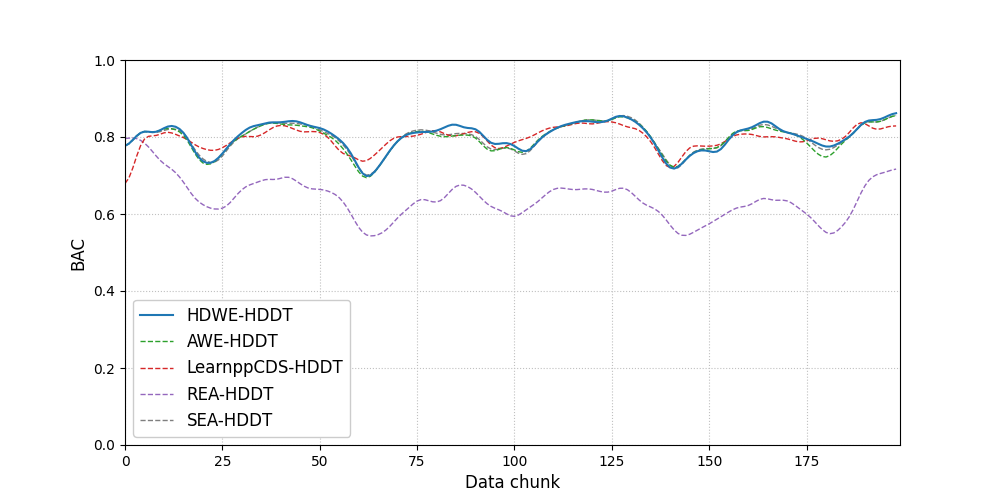 1.0
0.8
0.6
0.4
0.2
0.0
BAC
HDWE-HDDT
AWE-HDDT
LearnppCDS-HDDT
REA-HDDT
SEA-HDDT
0 25 50 75 100 125 150 175
Data chunk